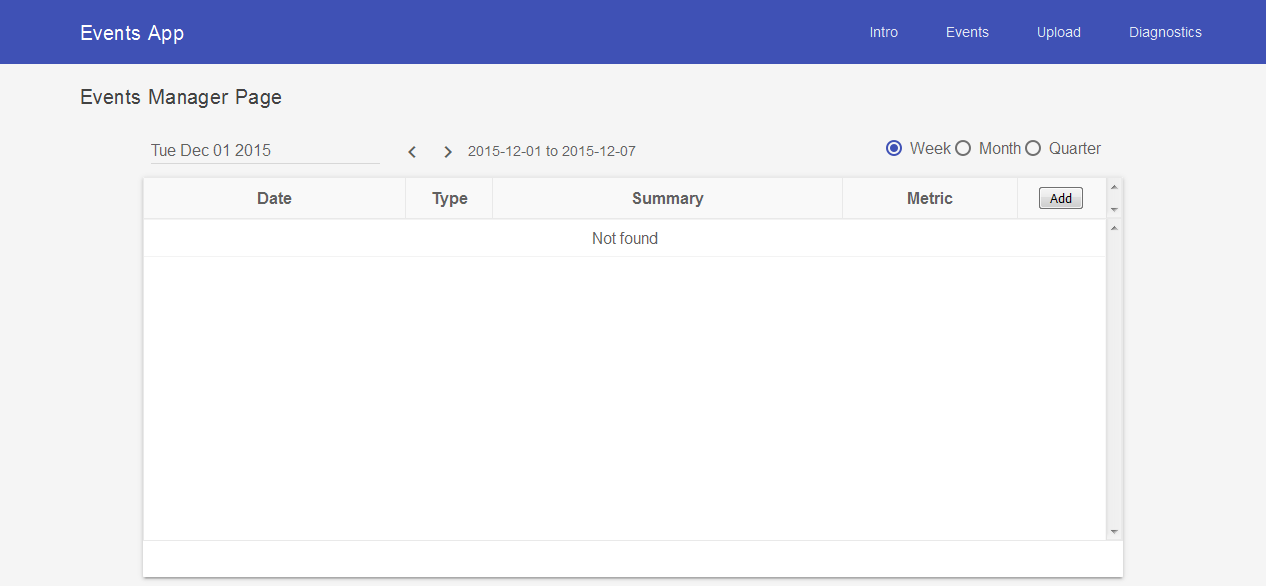 Events App Intro Events Upload Diagnostics
Events Manager Page
Tue Dec 01 2015 2015-12-01 to 2015-12-07 Week Month Quarter
Date Type Summary Metric Add
Not found